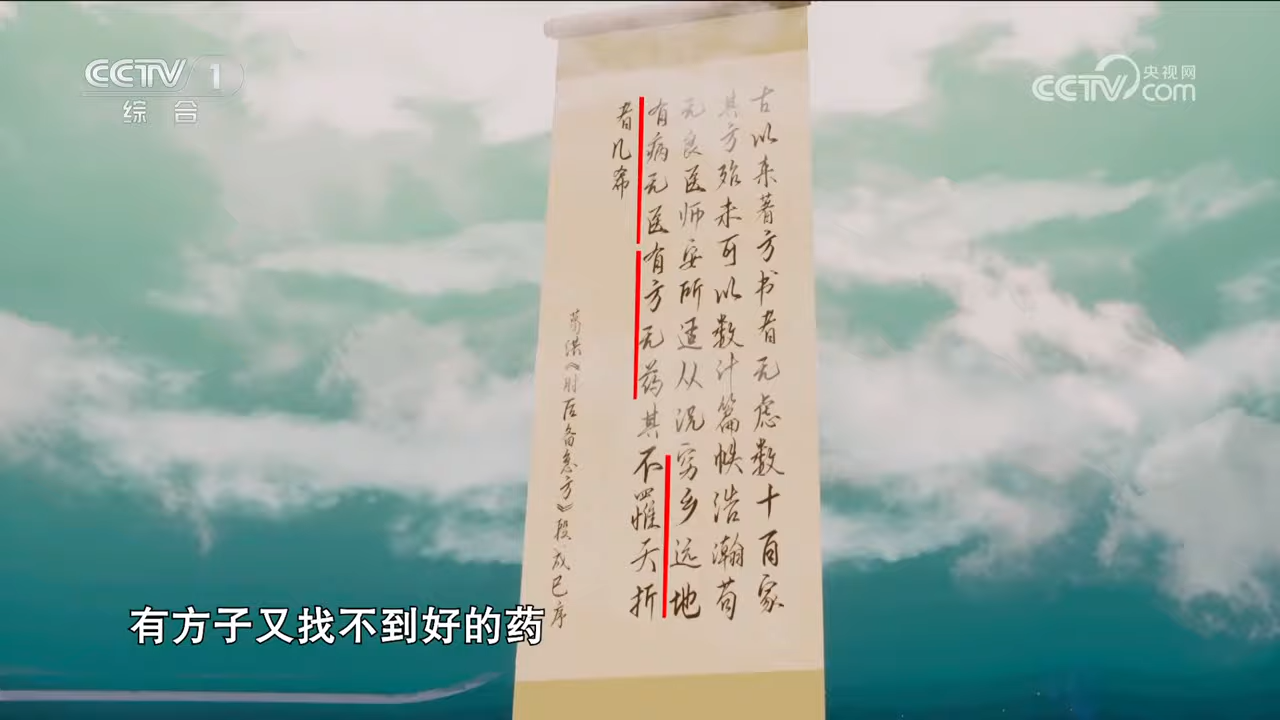 CCTV 1
综合
央视网
CCTV.com
古以来著方书者无虑数十百家
其方殆未可以数计篇帙浩瀚苟
无良医师安所适从况穷乡远地
有病无医有方无药其不罹夭折
者几希
葛洪《肘后备急方》段成己序
有方子又找不到好的药